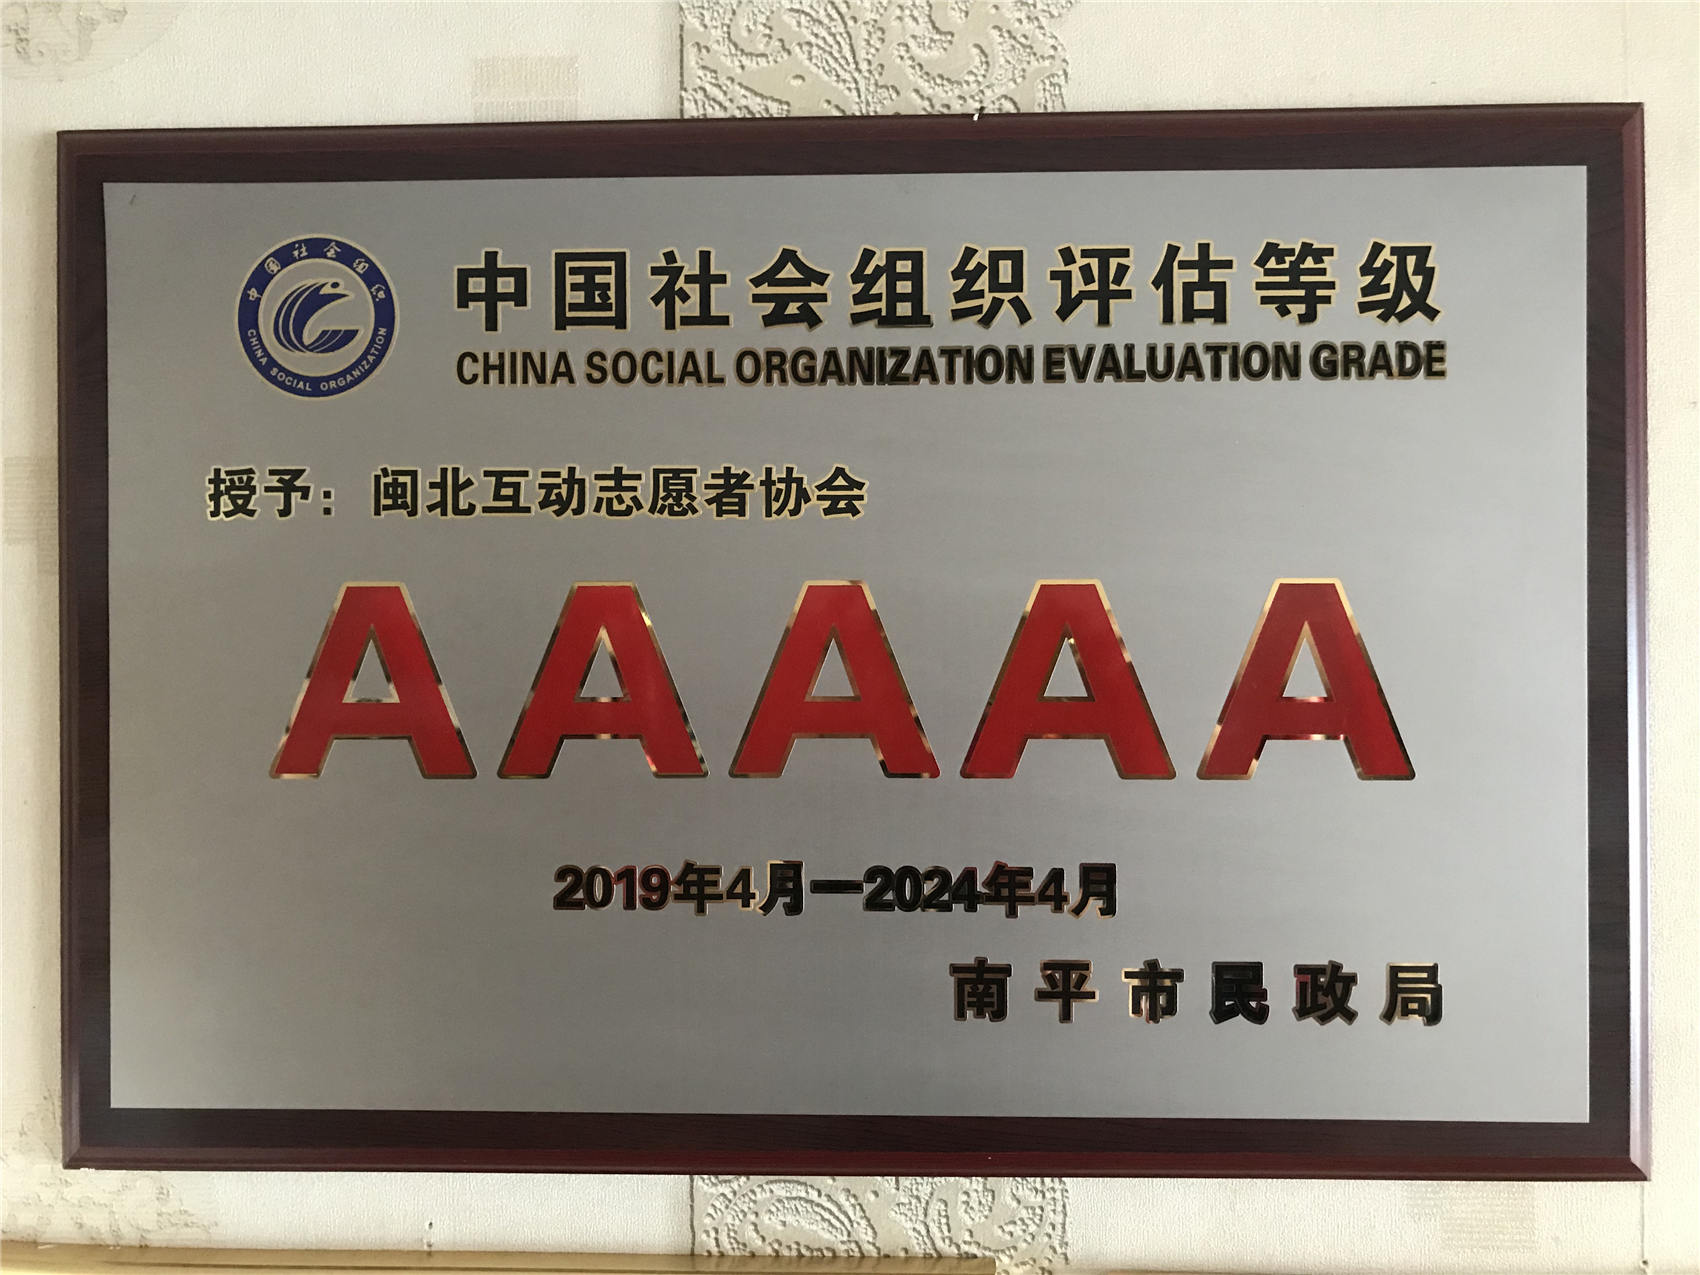 中国社会组织
CHINA SOCIAL ORGANIZATION
中国社会组织评估等级
CHINA SOCIAL ORGANIZATION EVALUATION GRADE
授予：闽北互动志愿者协会
AAAAA
2019年4月—2024年4月
南平市民政局